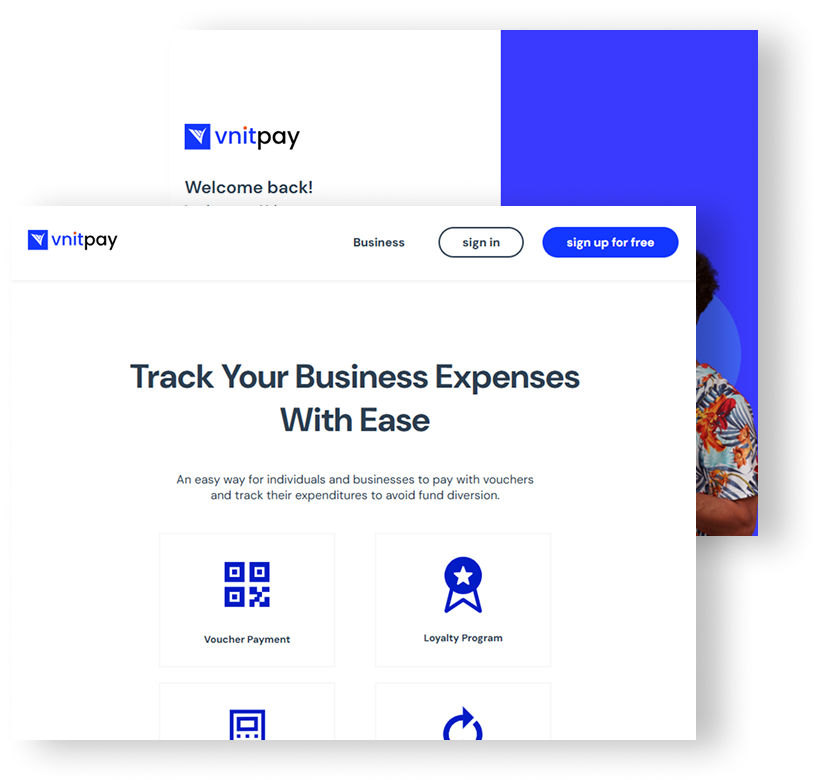 vnitpay
Welcome back!
vnitpay
Business
sign in
sign up for free
Track Your Business Expenses
With Ease
An easy way for individuals and businesses to pay with vouchers
and track their expenditures to avoid fund diversion.
Voucher Payment
Loyalty Program